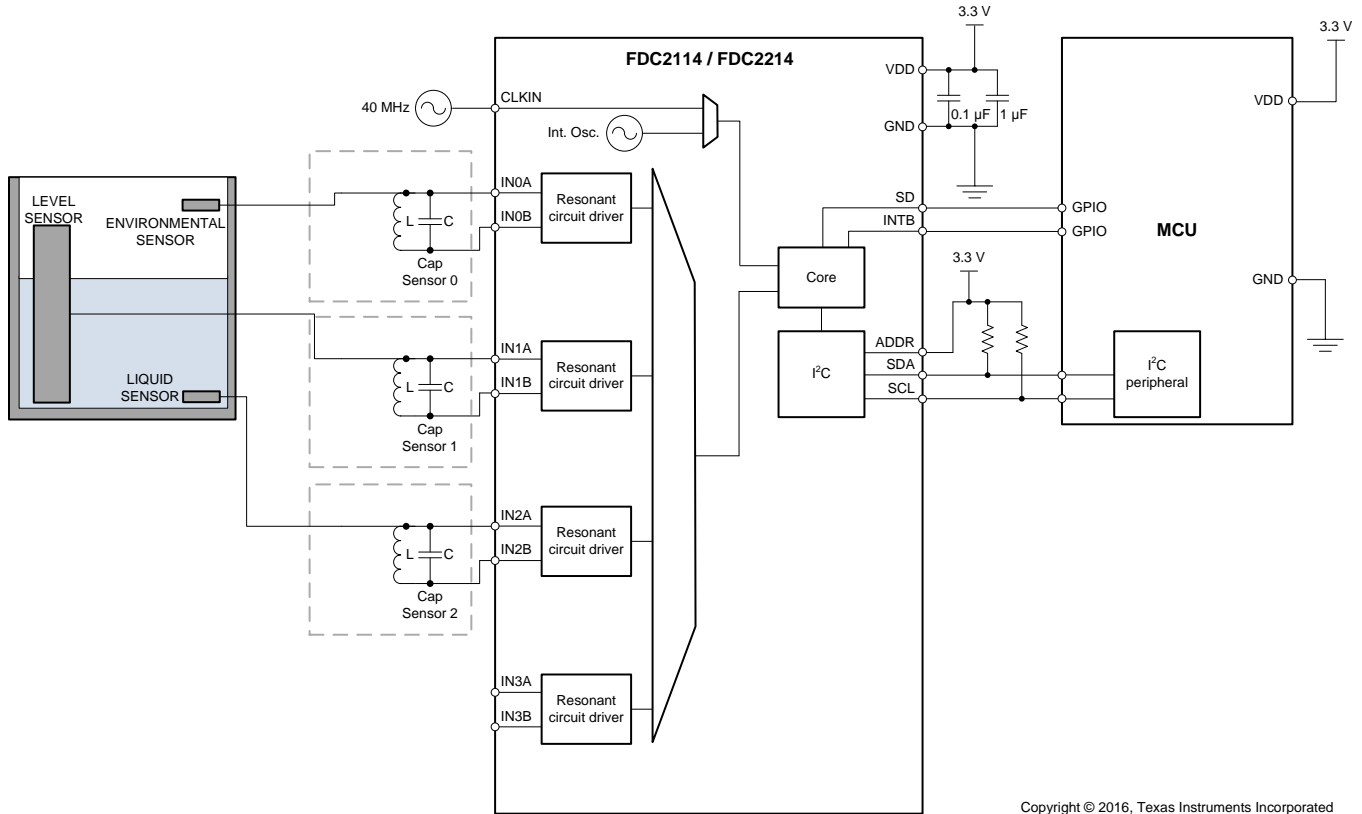 FDC2114 / FDC2214
3.3 V
3.3 V
VDD
VDD
40 MHz
CLKIN
Int. Osc.
0.1 µF
1 µF
GND
LEVEL
SENSOR
ENVIRONMENTAL
SENSOR
LIQUID
SENSOR
L
C
Cap
Sensor 0
IN0A
IN0B
Resonant
circuit driver
L
C
Cap
Sensor 1
IN1A
IN1B
Resonant
circuit driver
L
C
Cap
Sensor 2
IN2A
IN2B
Resonant
circuit driver
IN3A
IN3B
Resonant
circuit driver
Core
I²C
SD
INTB
3.3 V
ADDR
SDA
SCL
GPIO
GPIO
MCU
GND
I²C
peripheral
Copyright © 2016, Texas Instruments Incorporated